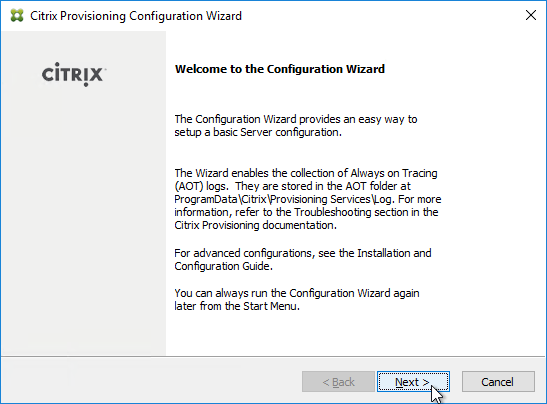 Citrix Provisioning Configuration Wizard
CITRIX
Welcome to the Configuration Wizard
The Configuration Wizard provides an easy way to
setup a basic Server configuration.
The Wizard enables the collection of Always on Tracing
(AOT) logs.  They are stored in the AOT folder at
ProgramData\Citrix\Provisioning Services\Log. For more
information, refer to the Troubleshooting section in the
Citrix Provisioning documentation.
For advanced configurations, see the Installation and
Configuration Guide.
You can always run the Configuration Wizard again
later from the Start Menu.
< Back
Next >
Cancel